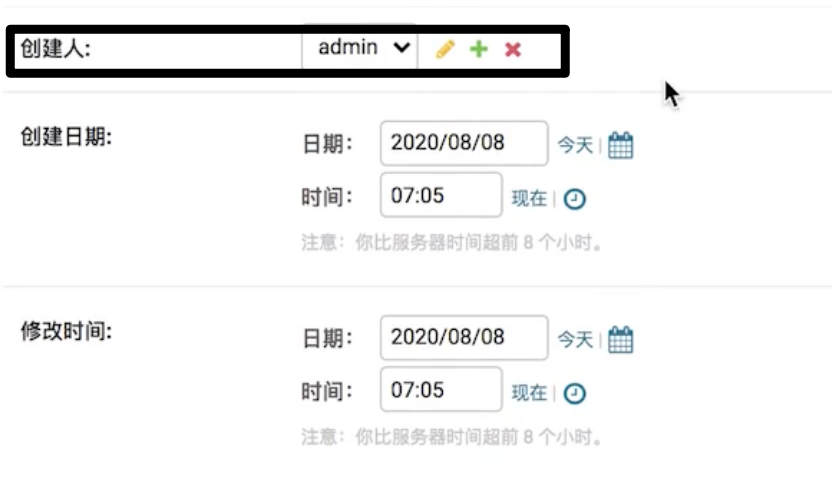 创建人: admin
创建日期:
日期： 2020/08/08 今天 |
时间： 07:05 现在 |
注意：你比服务器时间超前 8 个小时。
修改时间:
日期： 2020/08/08 今天 |
时间： 07:05 现在 |
注意：你比服务器时间超前 8 个小时。